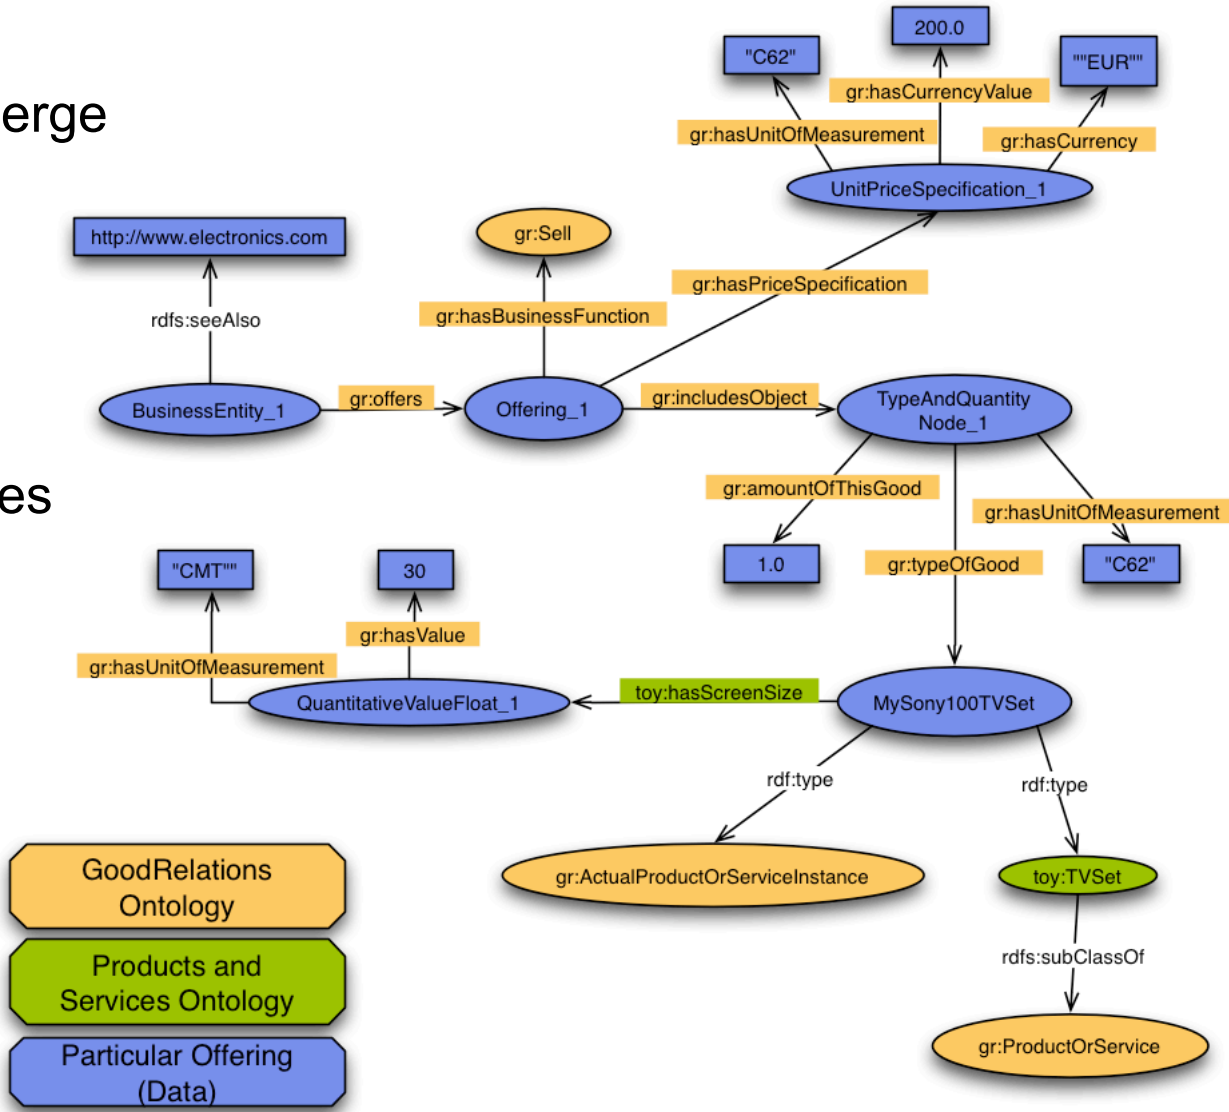 200.0
"C62"
""EUR""
gr:hasCurrencyValue
erge
gr:hasUnitOfMeasurement
gr:hasCurrency
UnitPriceSpecification_1
http://www.electronics.com
gr:Sell
gr:hasPriceSpecification
gr:hasBusinessFunction
rdfs:seeAlso
BusinessEntity_1
gr:offers
Offering_1
gr:includesObject
TypeAndQuantity
Node_1
es
gr:amountOfThisGood
gr:hasUnitOfMeasurement
"CMT""
30
1.0
gr:typeOfGood
"C62"
gr:hasValue
gr:hasUnitOfMeasurement
QuantitativeValueFloat_1
toy:hasScreenSize
MySony100TVSet
rdf:type
rdf:type
GoodRelations
Ontology
gr:ActualProductOrServiceInstance
toy:TVSet
Products and
Services Ontology
rdfs:subClassOf
Particular Offering
(Data)
gr:ProductOrService